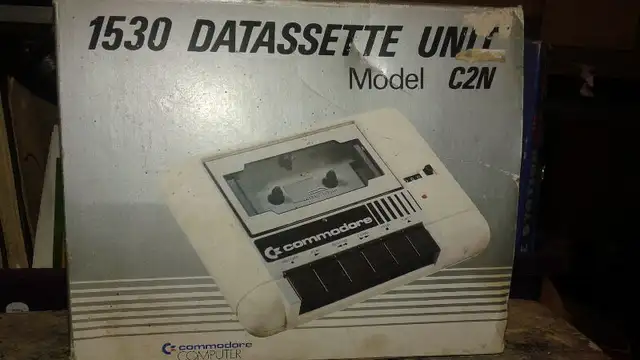 1530 DATASSETTE UNIT
Model C2N
commodore
commodore
COMPUTER